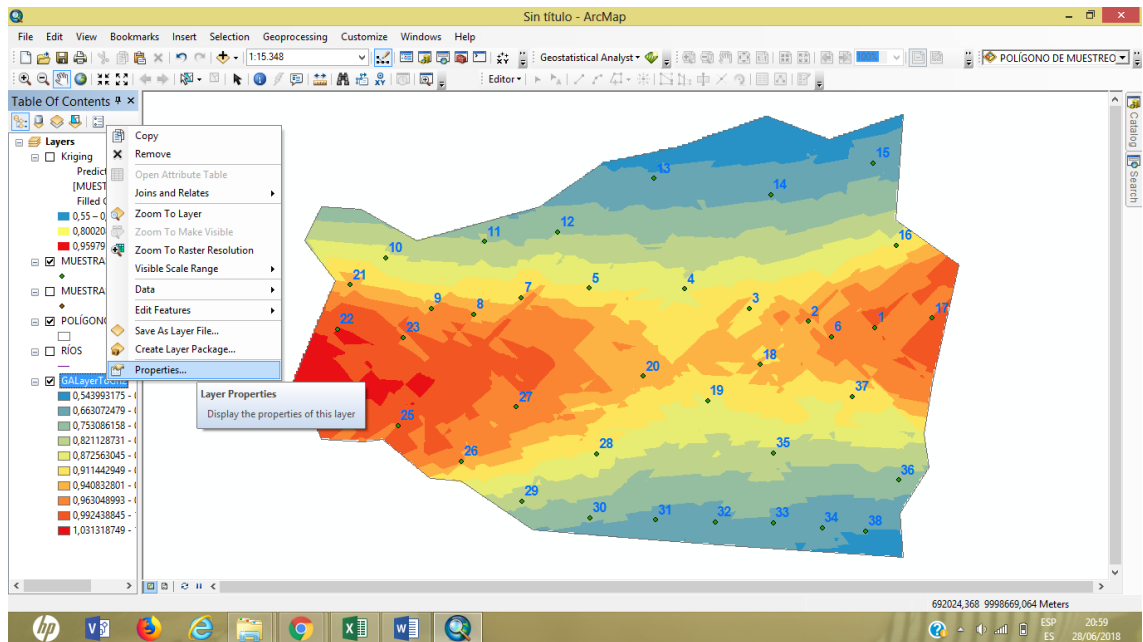 Sin título - ArcMap
File Edit View Bookmarks Insert Selection Geoprocessing Customize Windows Help
1:15.348
Geostatistical Analyst
100%
POLÍGONO DE MUESTREO
Editor
Table Of Contents
Layers
Kriging
Predict
[MUEST
Filled
0,55 – 0,
0,80020
0,95979
MUESTRA
MUESTRA
POLÍGONO
RÍOS
0,543993175 -
0,663072479 -
0,753086158 -
0,821128731 -
0,872563045 -
0,911442949 -
0,940832801 -
0,963048993 -
0,992438845 -
1,031318749 -
Copy
Remove
Open Attribute Table
Joins and Relates
Zoom To Layer
Zoom To Make Visible
Zoom To Raster Resolution
Visible Scale Range
Data
Edit Features
Save As Layer File...
Create Layer Package...
Properties...
Layer Properties
Display the properties of this layer
13
15
14
12
11
10
16
21
5
4
7
9
8
3
2
17
22
23
6
1
18
20
37
19
27
25
35
28
26
36
29
30
31
32
33
34
38
Catalog
Search
692024,368 9998669,064 Meters
hp
ESP
ES
20:59
28/06/2018